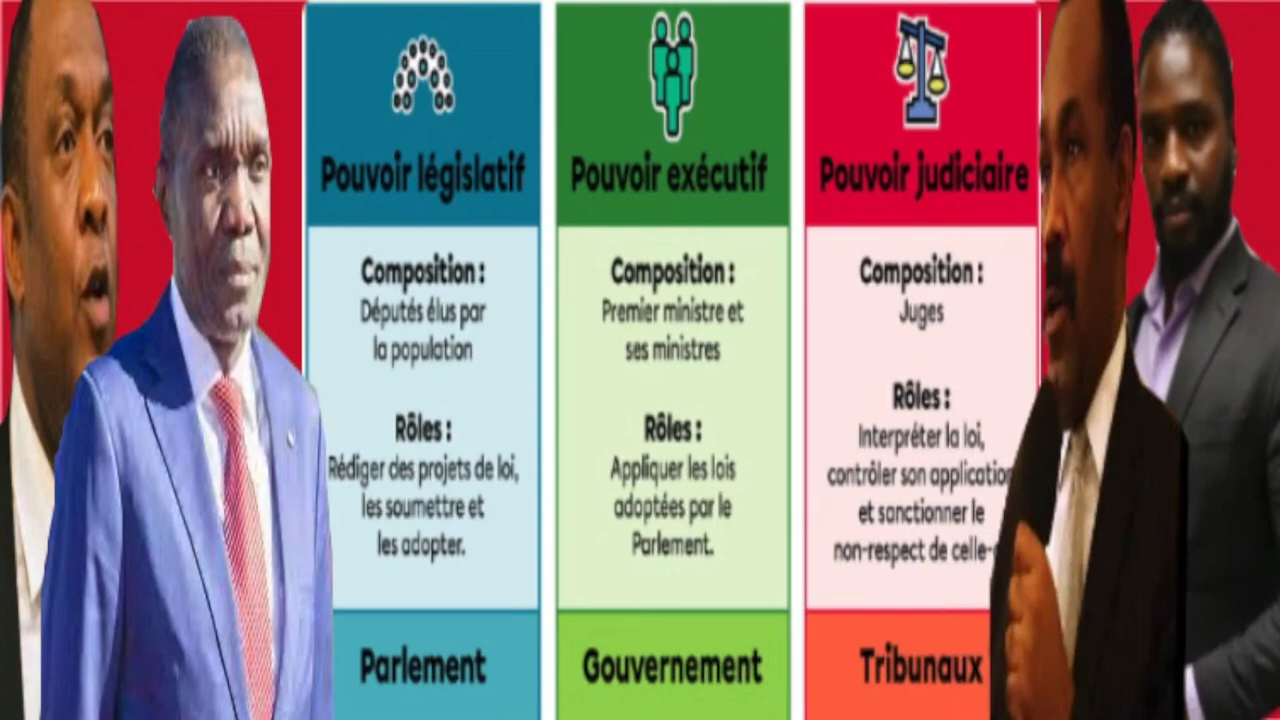 Pouvoir législatif
Composition :
Députés élus par
la population
Rôles :
Rédiger des projets de loi,
les soumettre et
les adopter.
Parlement
Pouvoir exécutif
Composition :
Premier ministre et
ses ministres
Rôles :
Appliquer les lois
adoptées par le
Parlement.
Gouvernement
Pouvoir judiciaire
Composition :
Juges
Rôles :
Interpréter la loi,
contrôler son application
et sanctionner le
non-respect de celle-
Tribunaux